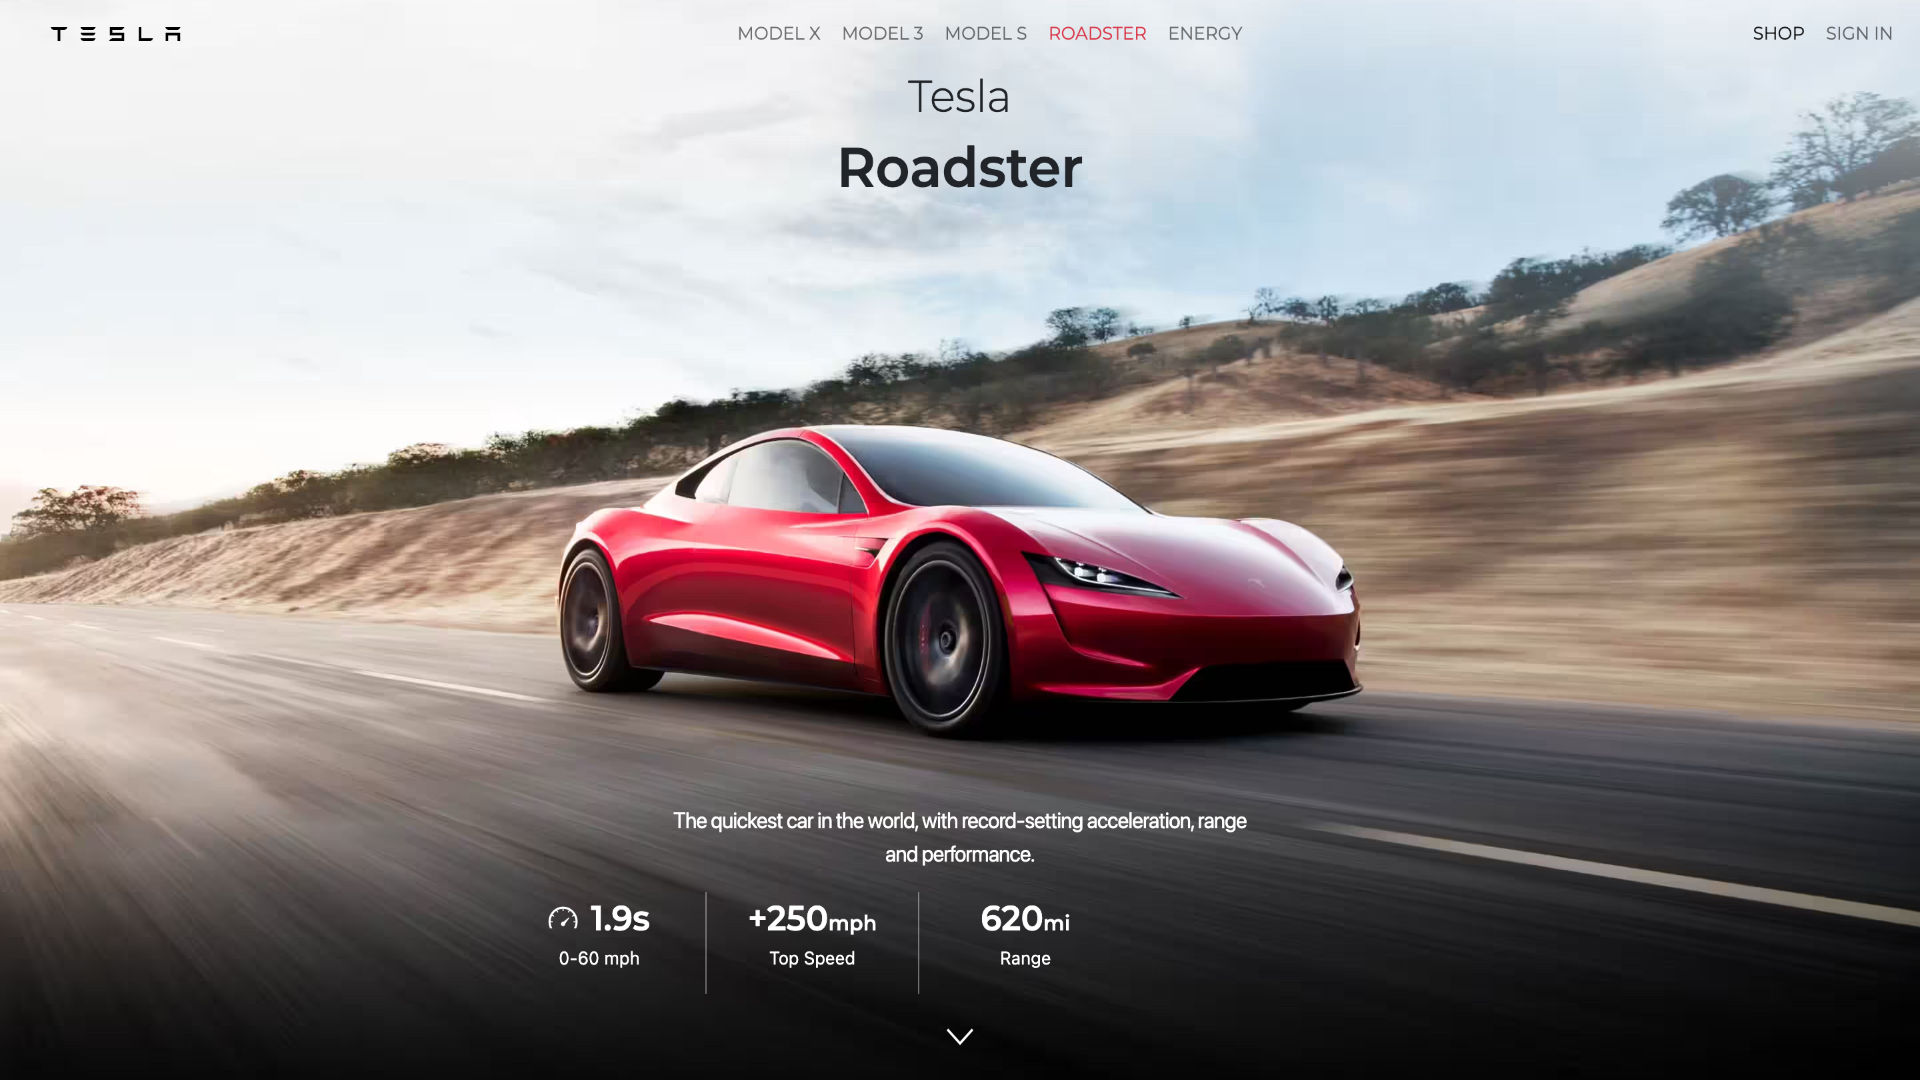 TESLA
MODEL X MODEL 3 MODEL S ROADSTER ENERGY
SHOP SIGN IN
Tesla
Roadster
The quickest car in the world, with record-setting acceleration, range
and performance.
1.9s
0-60 mph
+250mph
Top Speed
620mi
Range